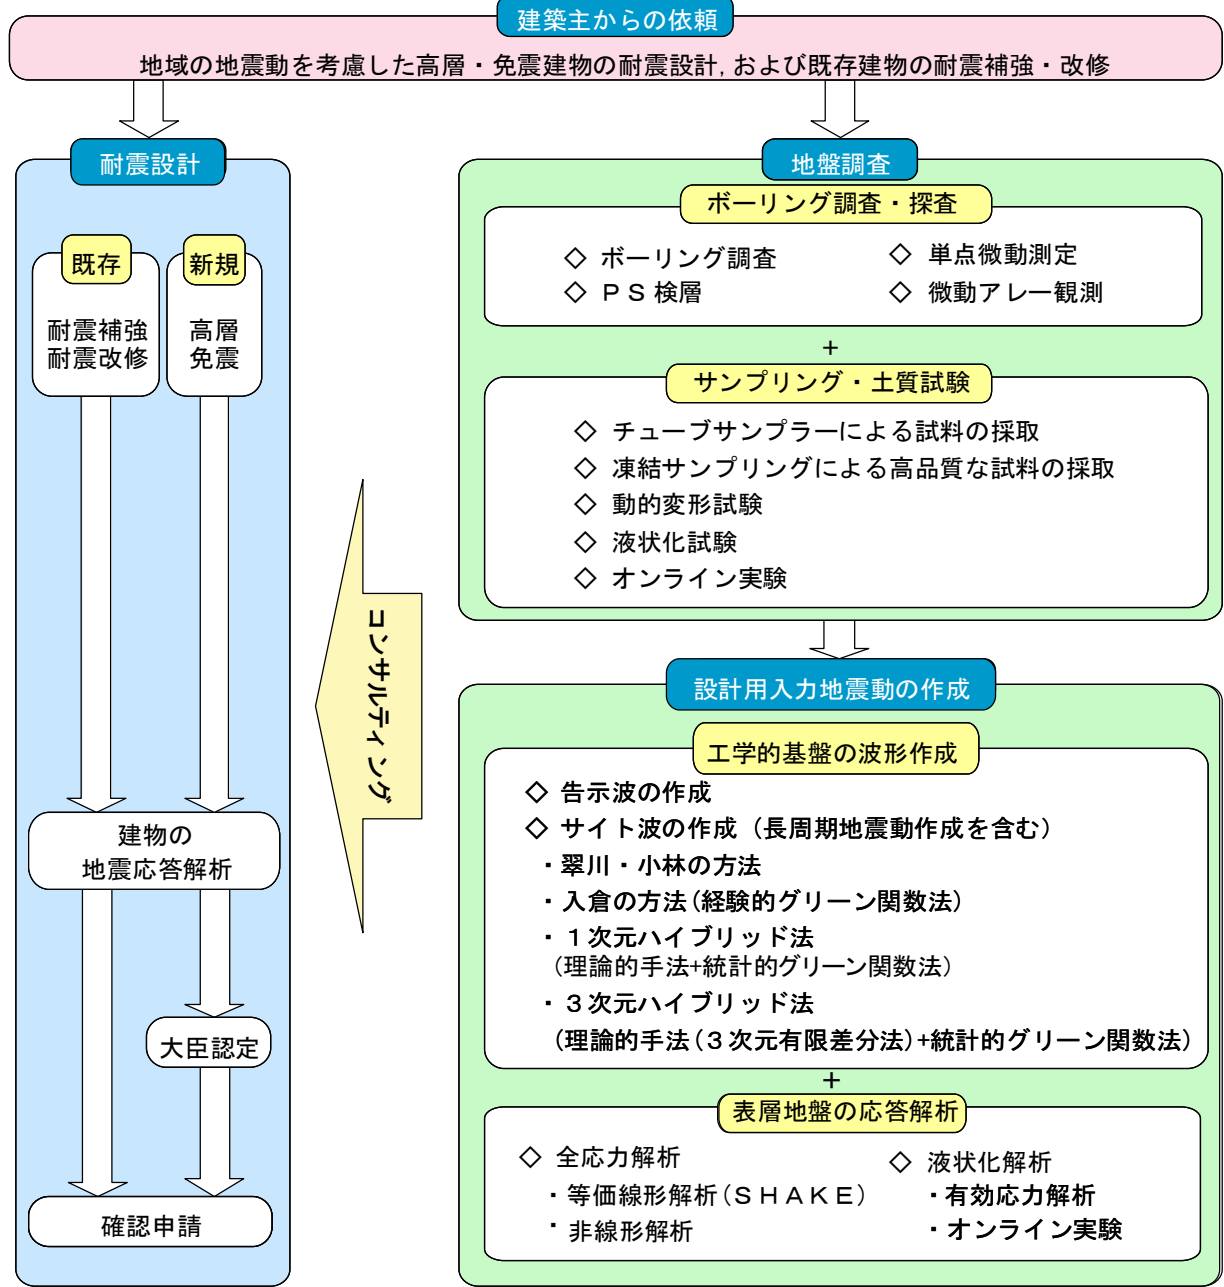 建築主からの依頼
地域の地震動を考慮した高層・免震建物の耐震設計, および既存建物の耐震補強・改修
耐震設計
既存
耐震補強
耐震改修
新規
高層
免震
建物の
地震応答解析
大臣認定
確認申請
コンサルティング
地盤調査
ボーリング調査・探査
◇ ボーリング調査
◇ PS検層
◇ 単点微動測定
◇ 微動アレー観測
+
サンプリング・土質試験
◇ チューブサンプラーによる試料の採取
◇ 凍結サンプリングによる高品質な試料の採取
◇ 動的変形試験
◇ 液状化試験
◇ オンライン実験
設計用入力地震動の作成
工学的基盤の波形作成
◇ 告示波の作成
◇ サイト波の作成（長周期地震動作成を含む）
・翠川・小林の方法
・入倉の方法(経験的グリーン関数法)
・1次元ハイブリッド法
(理論的手法+統計的グリーン関数法)
・3次元ハイブリッド法
(理論的手法(3次元有限差分法)+統計的グリーン関数法)
+
表層地盤の応答解析
◇ 全応力解析
・等価線形解析(SHAKE)
・非線形解析
◇ 液状化解析
・有効応力解析
・オンライン実験